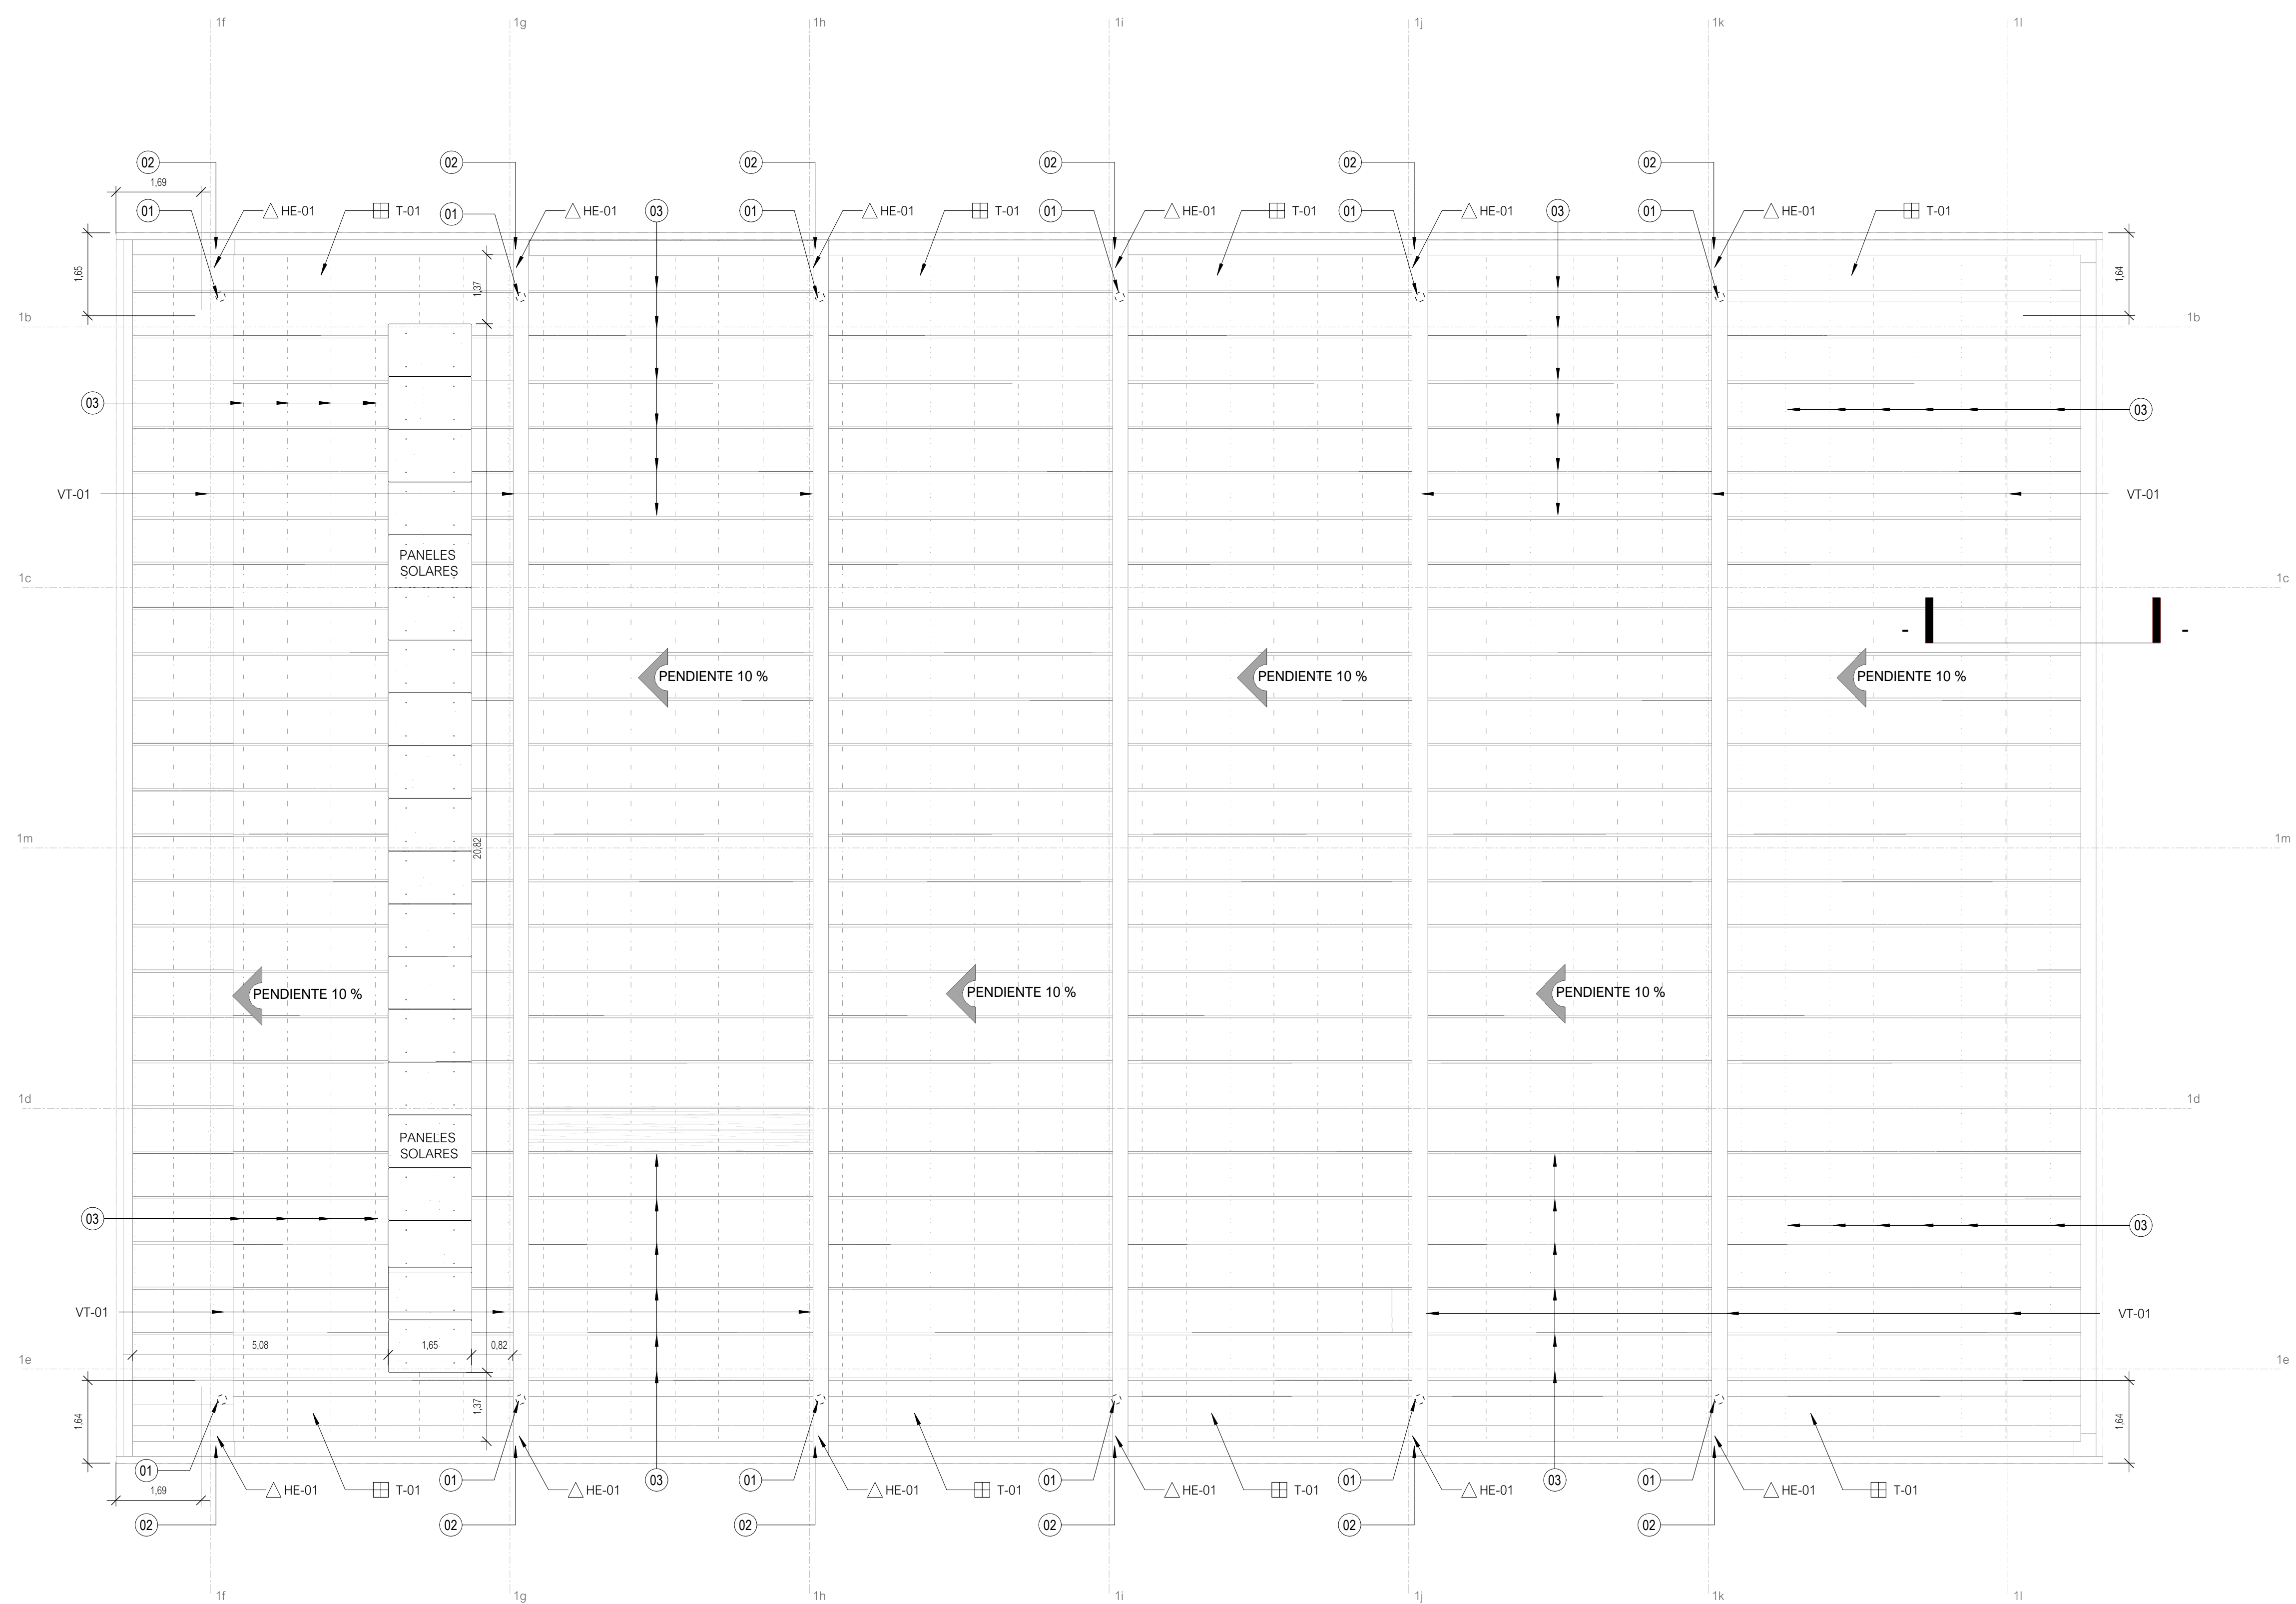 1f 1g 1h 1i 1j 1k 1l
02 02 02 02 02 02
1,69
01 HE-01 T-01 01 HE-01 03 01 HE-01 T-01 01 HE-01 T-01 01 HE-01 03 01 HE-01 T-01
1,65 1,37 1,64
1b 1b
03 03
VT-01 VT-01
PANELES
SOLARES
1c 1c
- -
PENDIENTE 10 % PENDIENTE 10 % PENDIENTE 10 %
1m 20,82 1m
PENDIENTE 10 % PENDIENTE 10 % PENDIENTE 10 %
1d 1d
PANELES
SOLARES
03 03
VT-01 VT-01
5,08 1,65 0,82
1e 1e
1,64 1,37 1,64
01 01 03 01 01 01 03 01
1,69 HE-01 T-01 HE-01 HE-01 T-01 HE-01 T-01 HE-01 HE-01 T-01
02 02 02 02 02 02
1f 1g 1h 1i 1j 1k 1l